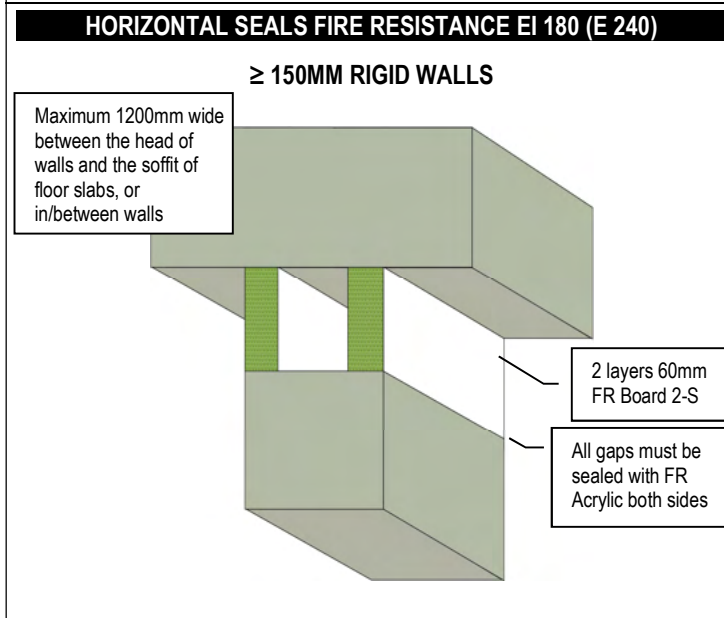 HORIZONTAL SEALS FIRE RESISTANCE EI 180 (E 240)
≥ 150MM RIGID WALLS
Maximum 1200mm wide
between the head of
walls and the soffit of
floor slabs, or
in/between walls
2 layers 60mm
FR Board 2-S
All gaps must be
sealed with FR
Acrylic both sides